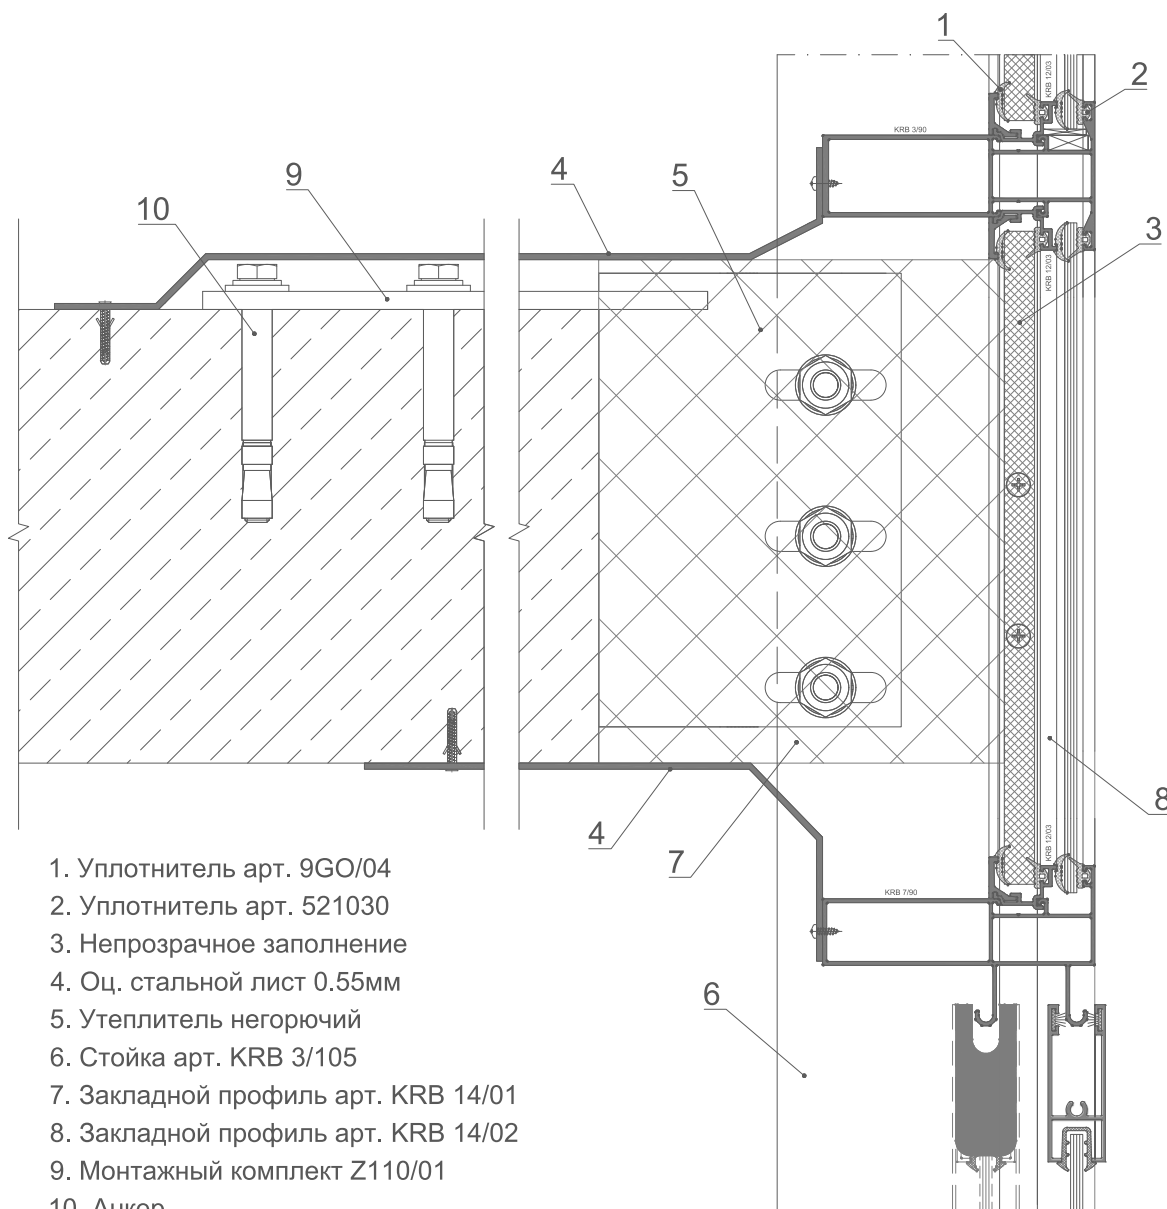 1
2
KRB 12/03
KRB 3/90
4
5
9
10
3
KRB 12/03
8
KRB 12/03
4
7
KRB 7/90
6
1. Уплотнитель арт. 9GO/04
2. Уплотнитель арт. 521030
3. Непрозрачное заполнение
4. Оц. стальной лист 0.55мм
5. Утеплитель негорючий
6. Стойка арт. KRB 3/105
7. Закладной профиль арт. KRB 14/01
8. Закладной профиль арт. KRB 14/02
9. Монтажный комплект Z110/01
10. Анкер